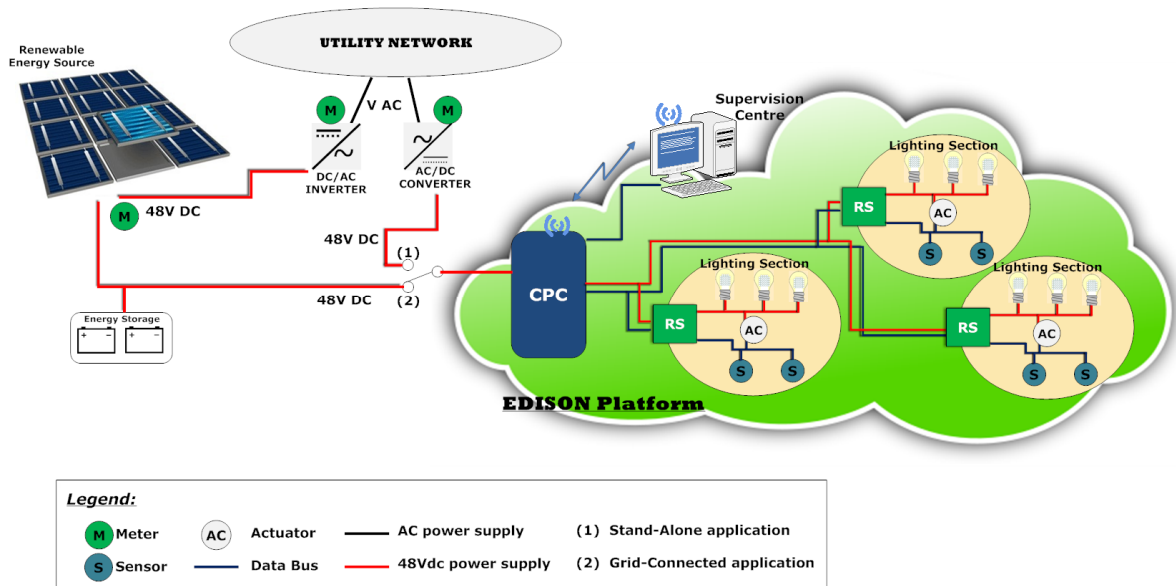 UTILITY NETWORK
Renewable
Energy Source
M
V AC
M
DC/AC
INVERTER
AC/DC
CONVERTER
M
48V DC
48V DC
(1)
48V DC
(2)
Energy Storage
+ − + −
Supervision
Centre
CPC
Lighting Section
RS
AC
S S
Lighting Section
RS
AC
S S
Lighting Section
RS
AC
S S
EDISON Platform
Legend:
M Meter AC Actuator AC power supply (1) Stand-Alone application
S Sensor Data Bus 48Vdc power supply (2) Grid-Connected application